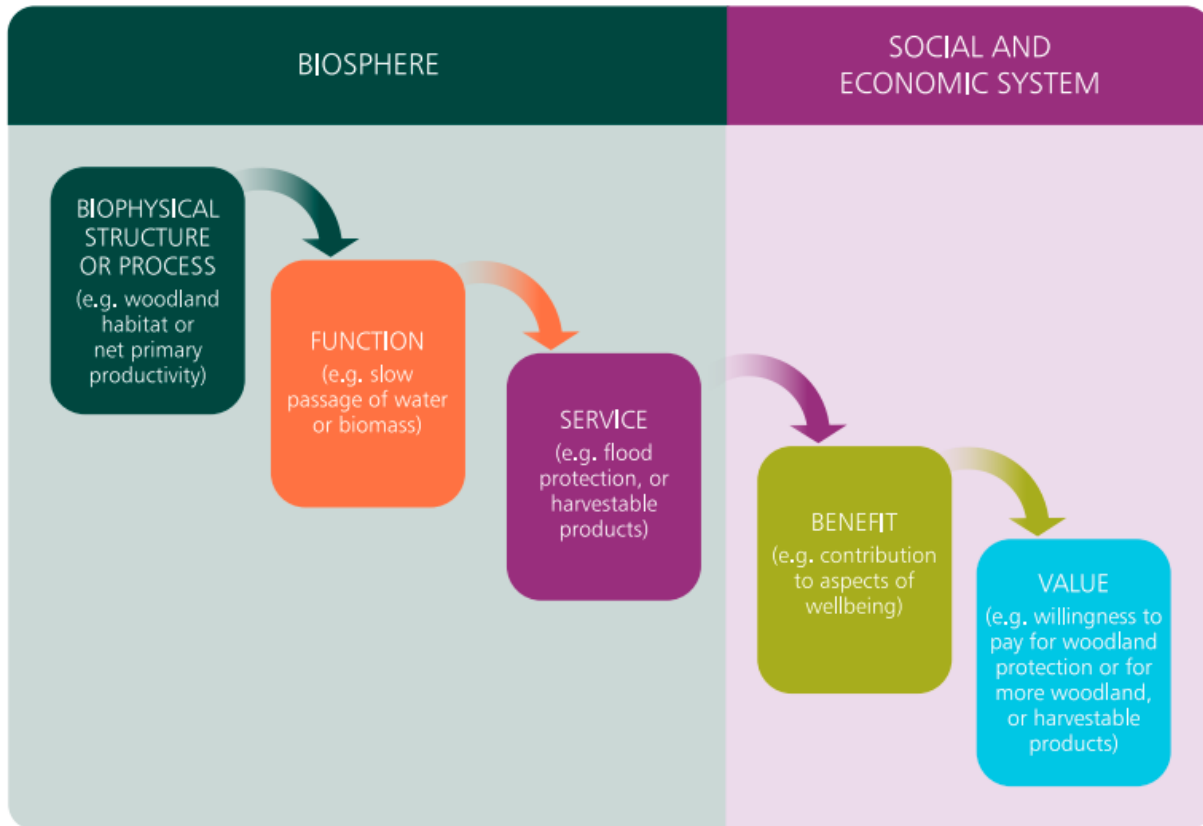 BIOSPHERE
SOCIAL AND
ECONOMIC SYSTEM
BIOPHYSICAL
STRUCTURE
OR PROCESS
(e.g. woodland
habitat or
net primary
productivity)
FUNCTION
(e.g. slow
passage of water
or biomass)
SERVICE
(e.g. flood
protection, or
harvestable
products)
BENEFIT
(e.g. contribution
to aspects of
wellbeing)
VALUE
(e.g. willingness to
pay for woodland
protection or for
more woodland,
or harvestable
products)